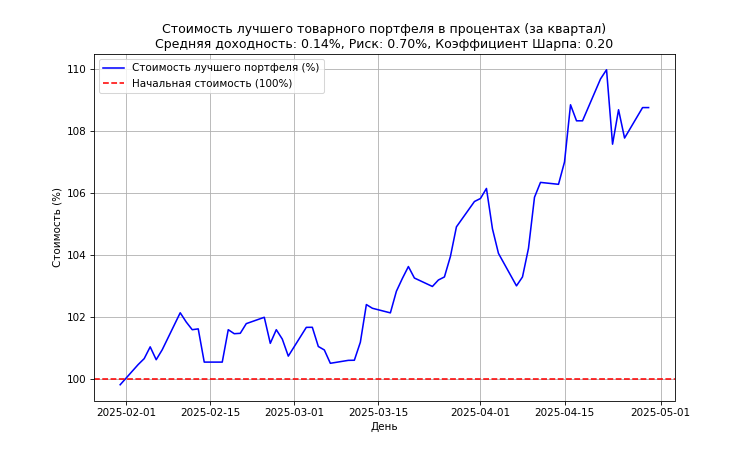 Стоимость лучшего товарного портфеля в процентах (за квартал)
Средняя доходность: 0.14%, Риск: 0.70%, Коэффициент Шарпа: 0.20
Стоимость лучшего портфеля (%)
Начальная стоимость (100%)
Стоимость (%)
110
108
106
104
102
100
2025-02-01
2025-02-15
2025-03-01
2025-03-15
2025-04-01
2025-04-15
2025-05-01
День